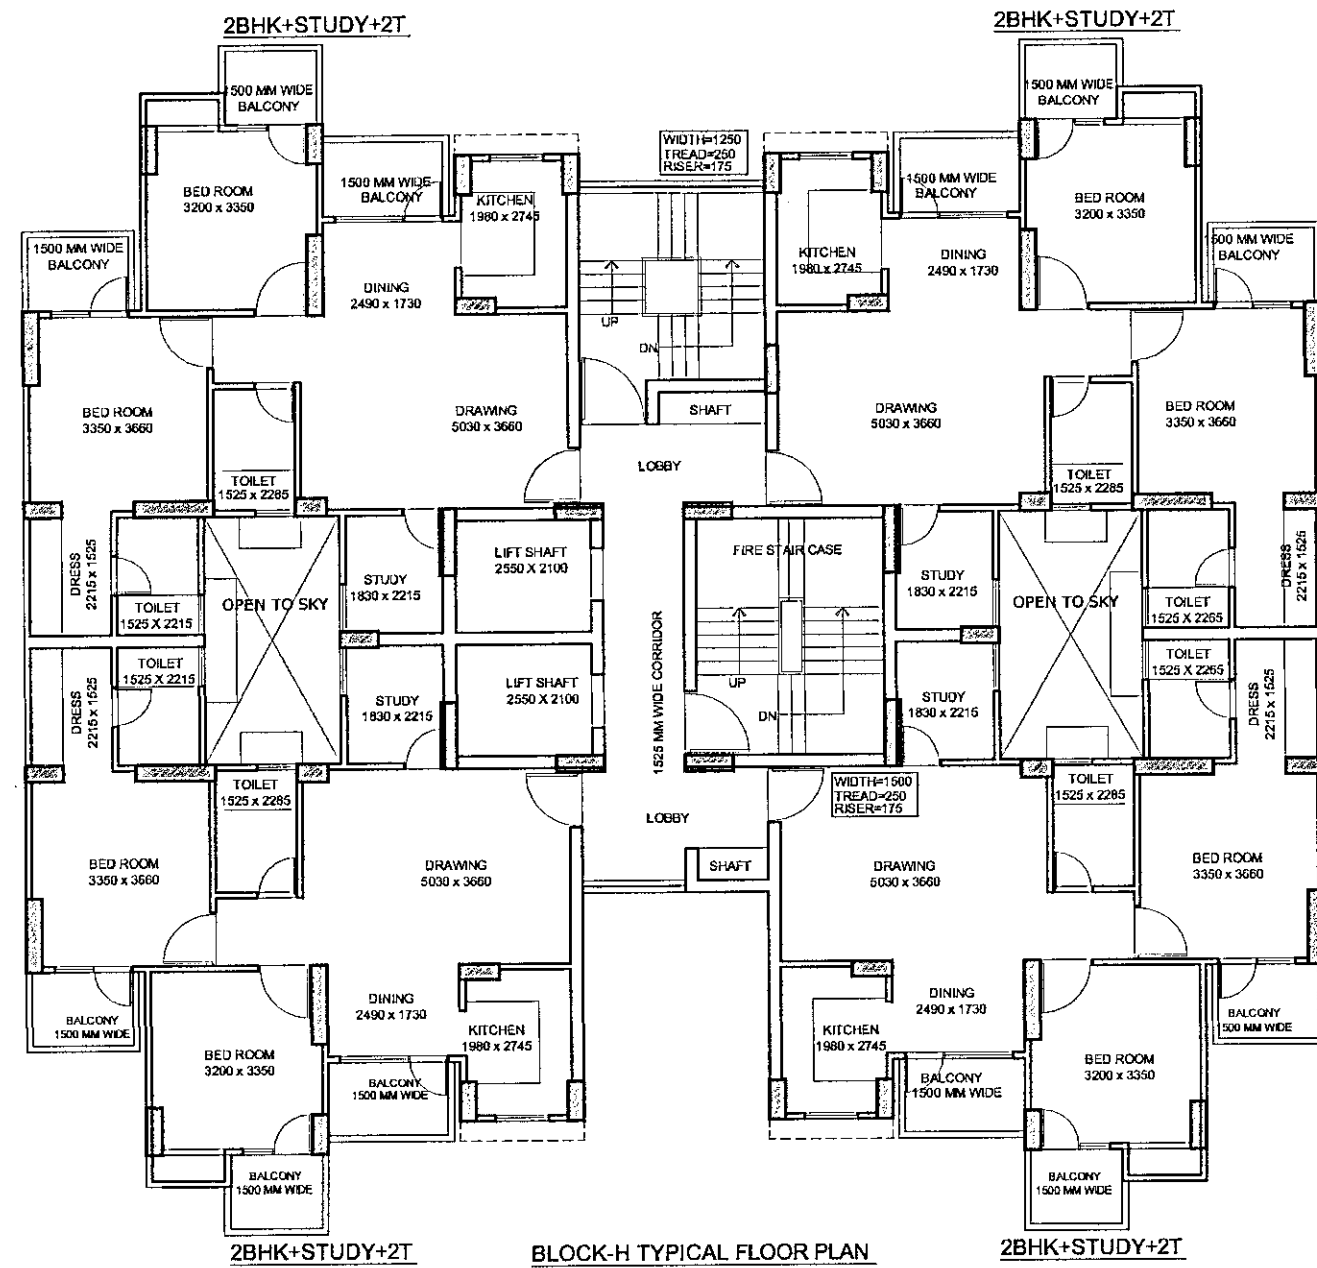 2BHK+STUDY+2T
2BHK+STUDY+2T
500 MM WIDE
BALCONY
1500 MM WIDE
BALCONY
WIDTH=1250
TREAD=250
RISER=175
BED ROOM
3200 x 3350
1500 MM WIDE
BALCONY
KITCHEN
1980 x 2745
1500 MM WIDE
BALCONY
BED ROOM
3200 x 3350
1500 MM WIDE
BALCONY
500 MM WIDE
BALCONY
DINING
2490 x 1730
KITCHEN
1980 x 2745
DINING
2490 x 1730
UP
DN
BED ROOM
3350 x 3660
DRAWING
5030 x 3660
SHAFT
DRAWING
5030 x 3660
BED ROOM
3350 x 3660
LOBBY
TOILET
1525 x 2285
TOILET
1525 x 2285
DRESS
2215 x 1525
LIFT SHAFT
2550 X 2100
FIRE STAIR CASE
DRESS
2215 x 1525
STUDY
1830 x 2215
STUDY
1830 x 2215
TOILET
1525 X 2215
OPEN TO SKY
OPEN TO SKY
TOILET
1525 X 2265
TOILET
1525 X 2215
TOILET
1525 X 2265
DRESS
2215 x 1525
STUDY
1830 x 2215
LIFT SHAFT
2550 X 2100
1525 MM WIDE CORRIDOR
UP
DN
STUDY
1830 x 2215
DRESS
2215 x 1525
TOILET
1525 x 2285
WIDTH=1500
TREAD=250
RISER=175
TOILET
1525 x 2285
LOBBY
BED ROOM
3350 x 3660
DRAWING
5030 x 3660
SHAFT
DRAWING
5030 x 3660
BED ROOM
3350 x 3660
DINING
2490 x 1730
DINING
2490 x 1730
BALCONY
1500 MM WIDE
KITCHEN
1980 x 2745
KITCHEN
1980 x 2745
BALCONY
500 MM WIDE
BED ROOM
3200 x 3350
BALCONY
1500 MM WIDE
BALCONY
1500 MM WIDE
BED ROOM
3200 x 3350
BALCONY
1500 MM WIDE
BALCONY
1500 MM WIDE
2BHK+STUDY+2T
BLOCK-H TYPICAL FLOOR PLAN
2BHK+STUDY+2T